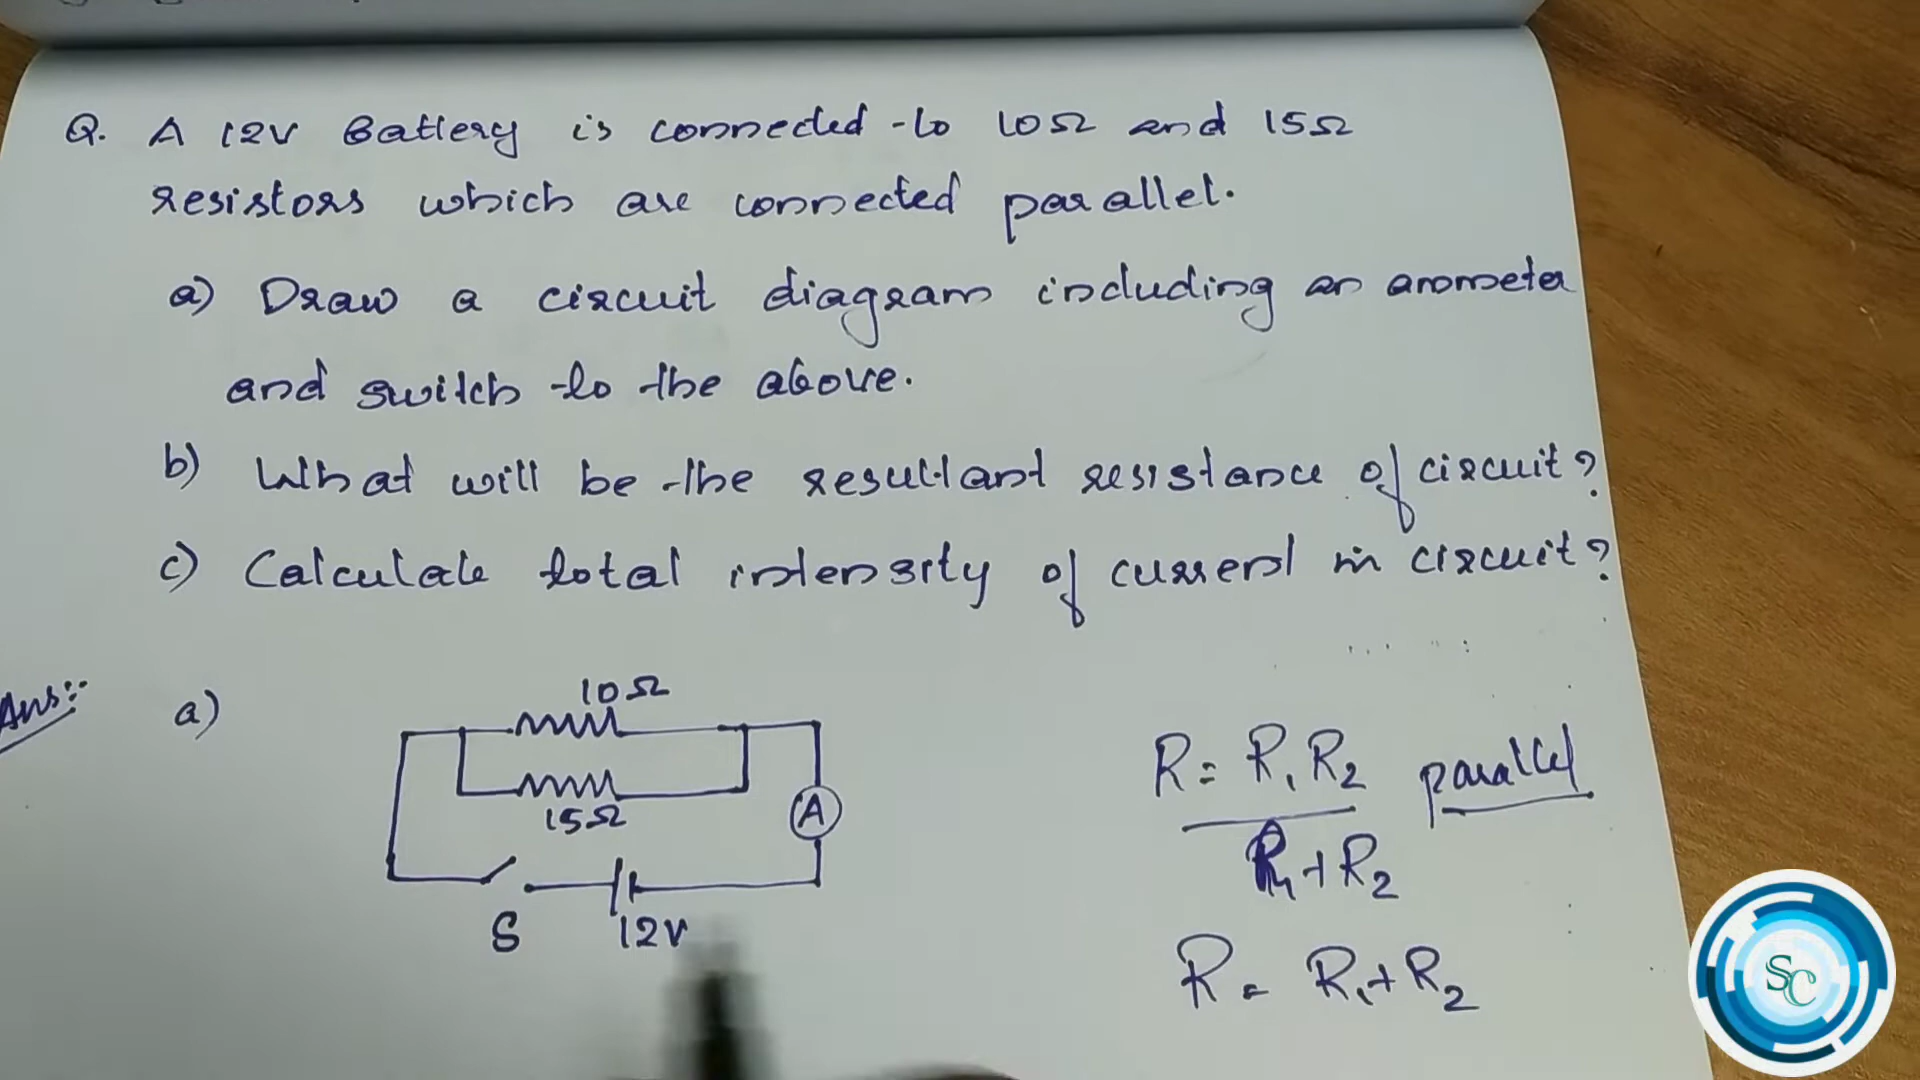 Q. A 12V Battery is connected to 10Ω and 15Ω
resistors which are connected parallel.
a) Draw a circuit diagram including an ammeter
and switch to the above.
b) What will be the resultant resistance of circuit?
c) Calculate total intensity of current in circuit?
Ans:-
a)
10Ω
15Ω
A
S
12V
R = R1 R2 parallel
R1 + R2
R = R1 + R2
SC